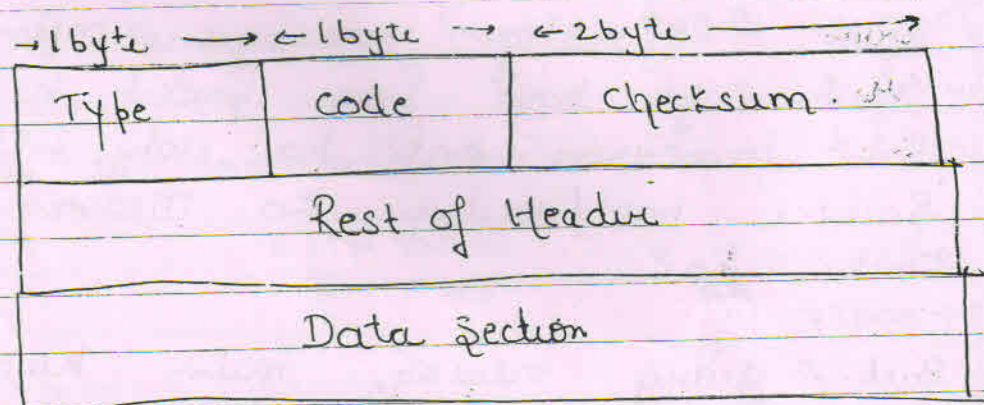 1byte 1byte 2byte
Type code checksum.
Rest of Header
Data Section